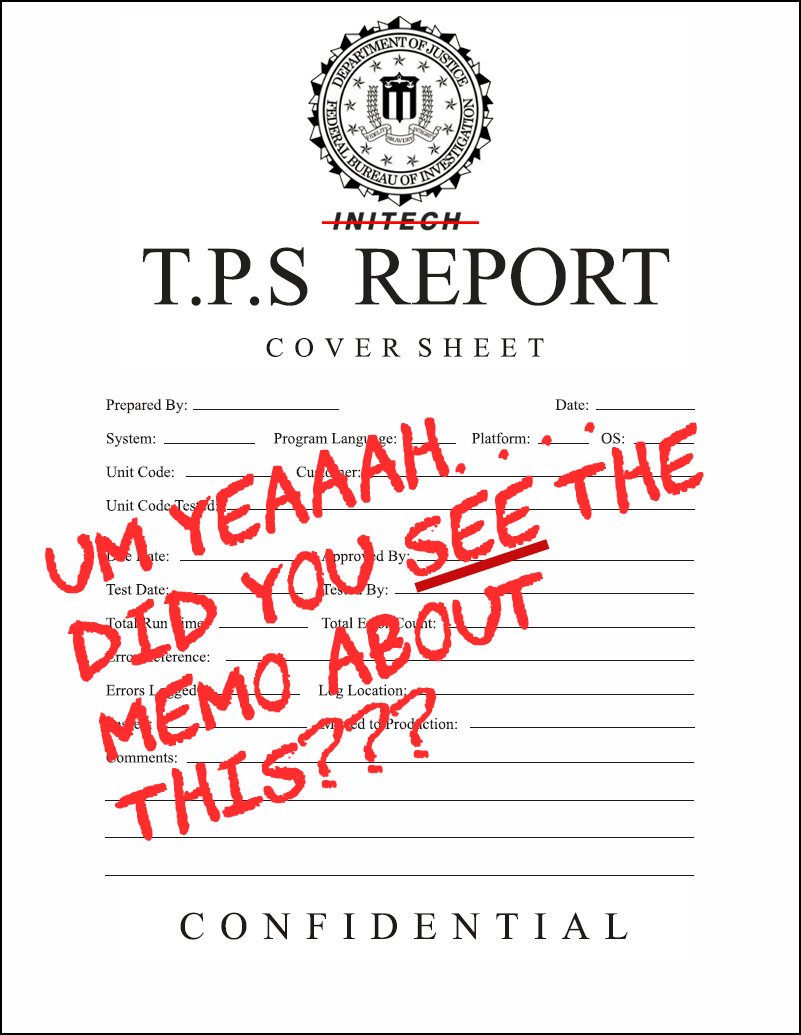 DEPARTMENT OF JUSTICE
FEDERAL BUREAU OF INVESTIGATION
FIDELITY BRAVERY INTEGRITY
INITECH
T.P.S REPORT
COVER SHEET
Prepared By: Date:
System: Program Language: Platform: OS:
Unit Code: Customer:
Unit Code Tested:
Due Date: Approved By:
Test Date: Tested By:
Total Run Time: Total Error Count:
Error Reference:
Errors Logged: Log Location:
Moved to Production:
Comments:
UM YEAAAH....
DID YOU SEE THE
MEMO ABOUT
THIS???
CONFIDENTIAL